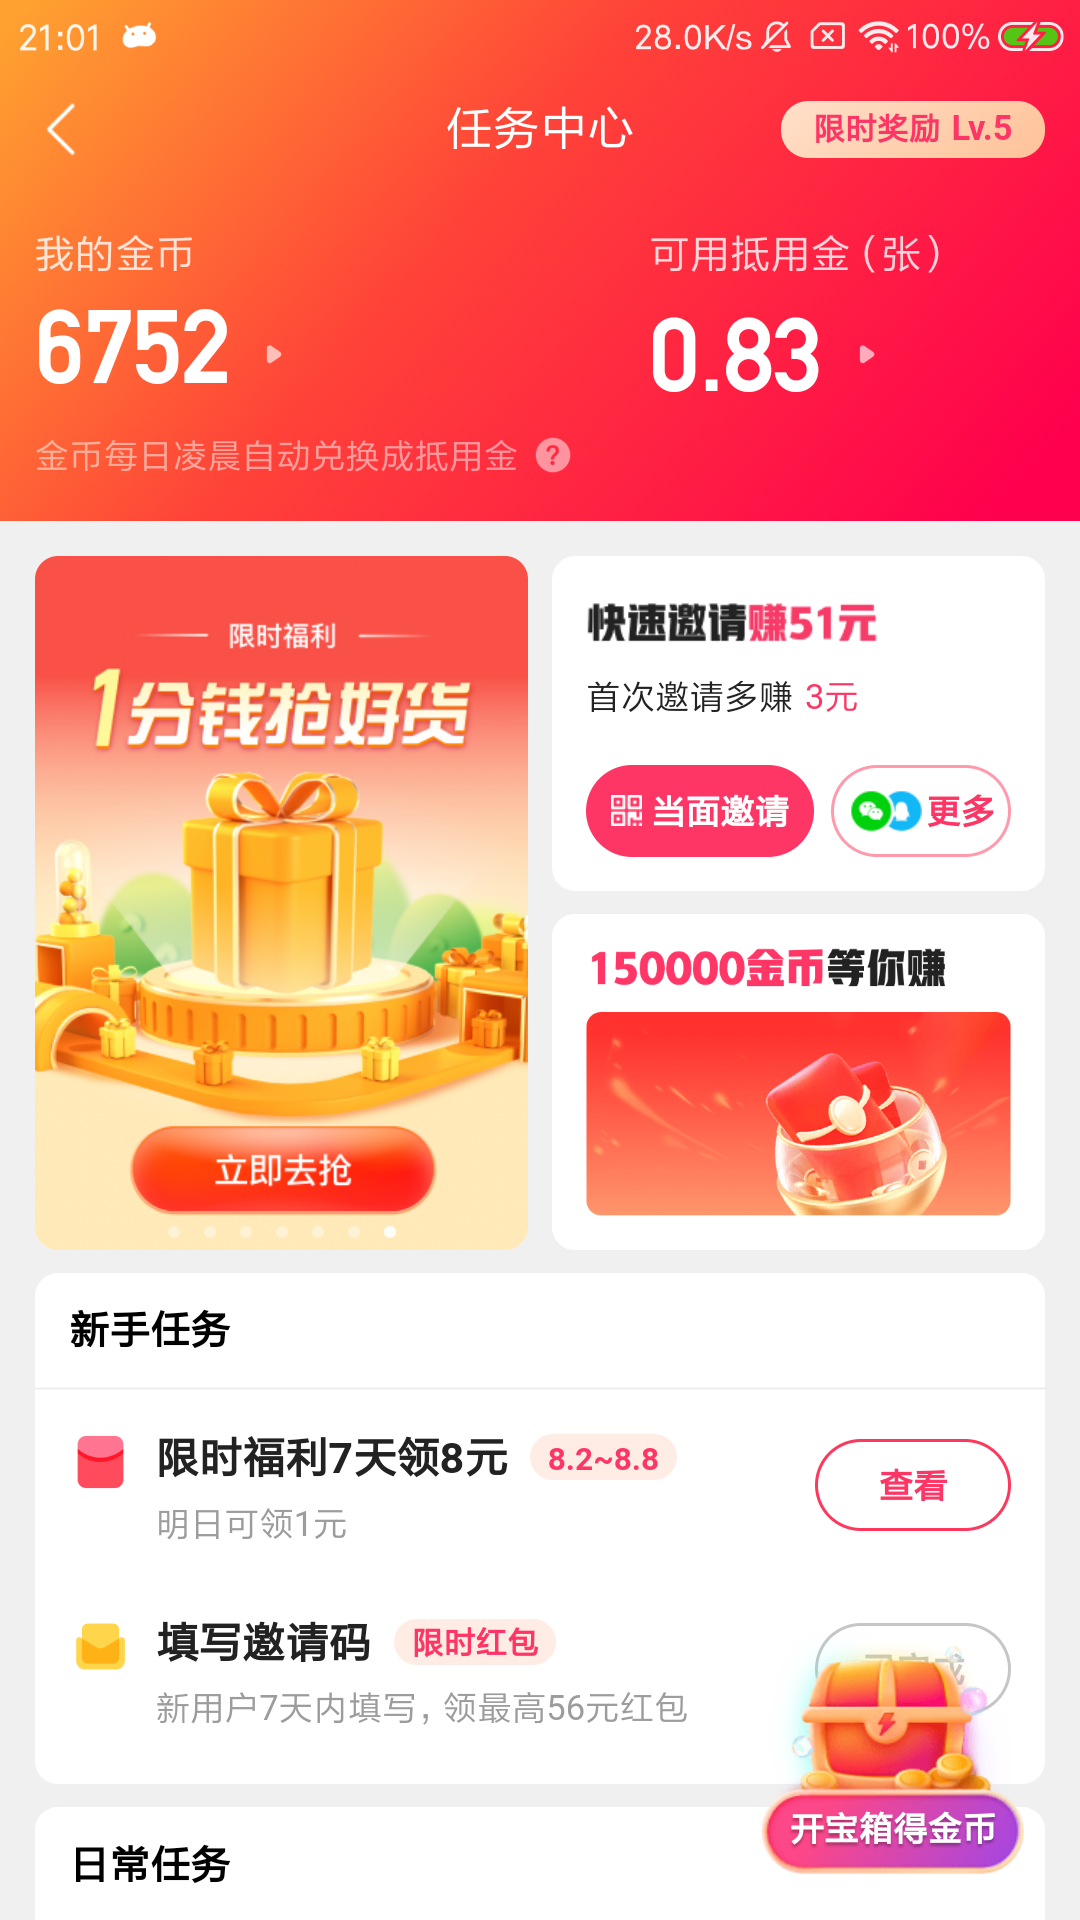 21:01
28.0K/s
100%
任务中心
限时奖励 Lv.5
我的金币
可用抵用金（张）
6752
0.83
金币每日凌晨自动兑换成抵用金 ?
限时福利
1分钱抢好货
立即去抢
快速邀请赚51元
首次邀请多赚 3元
当面邀请
更多
150000金币等你赚
新手任务
限时福利7天领8元
8.2~8.8
明日可领1元
查看
填写邀请码
限时红包
新用户7天内填写，领最高56元红包
开宝箱得金币
日常任务